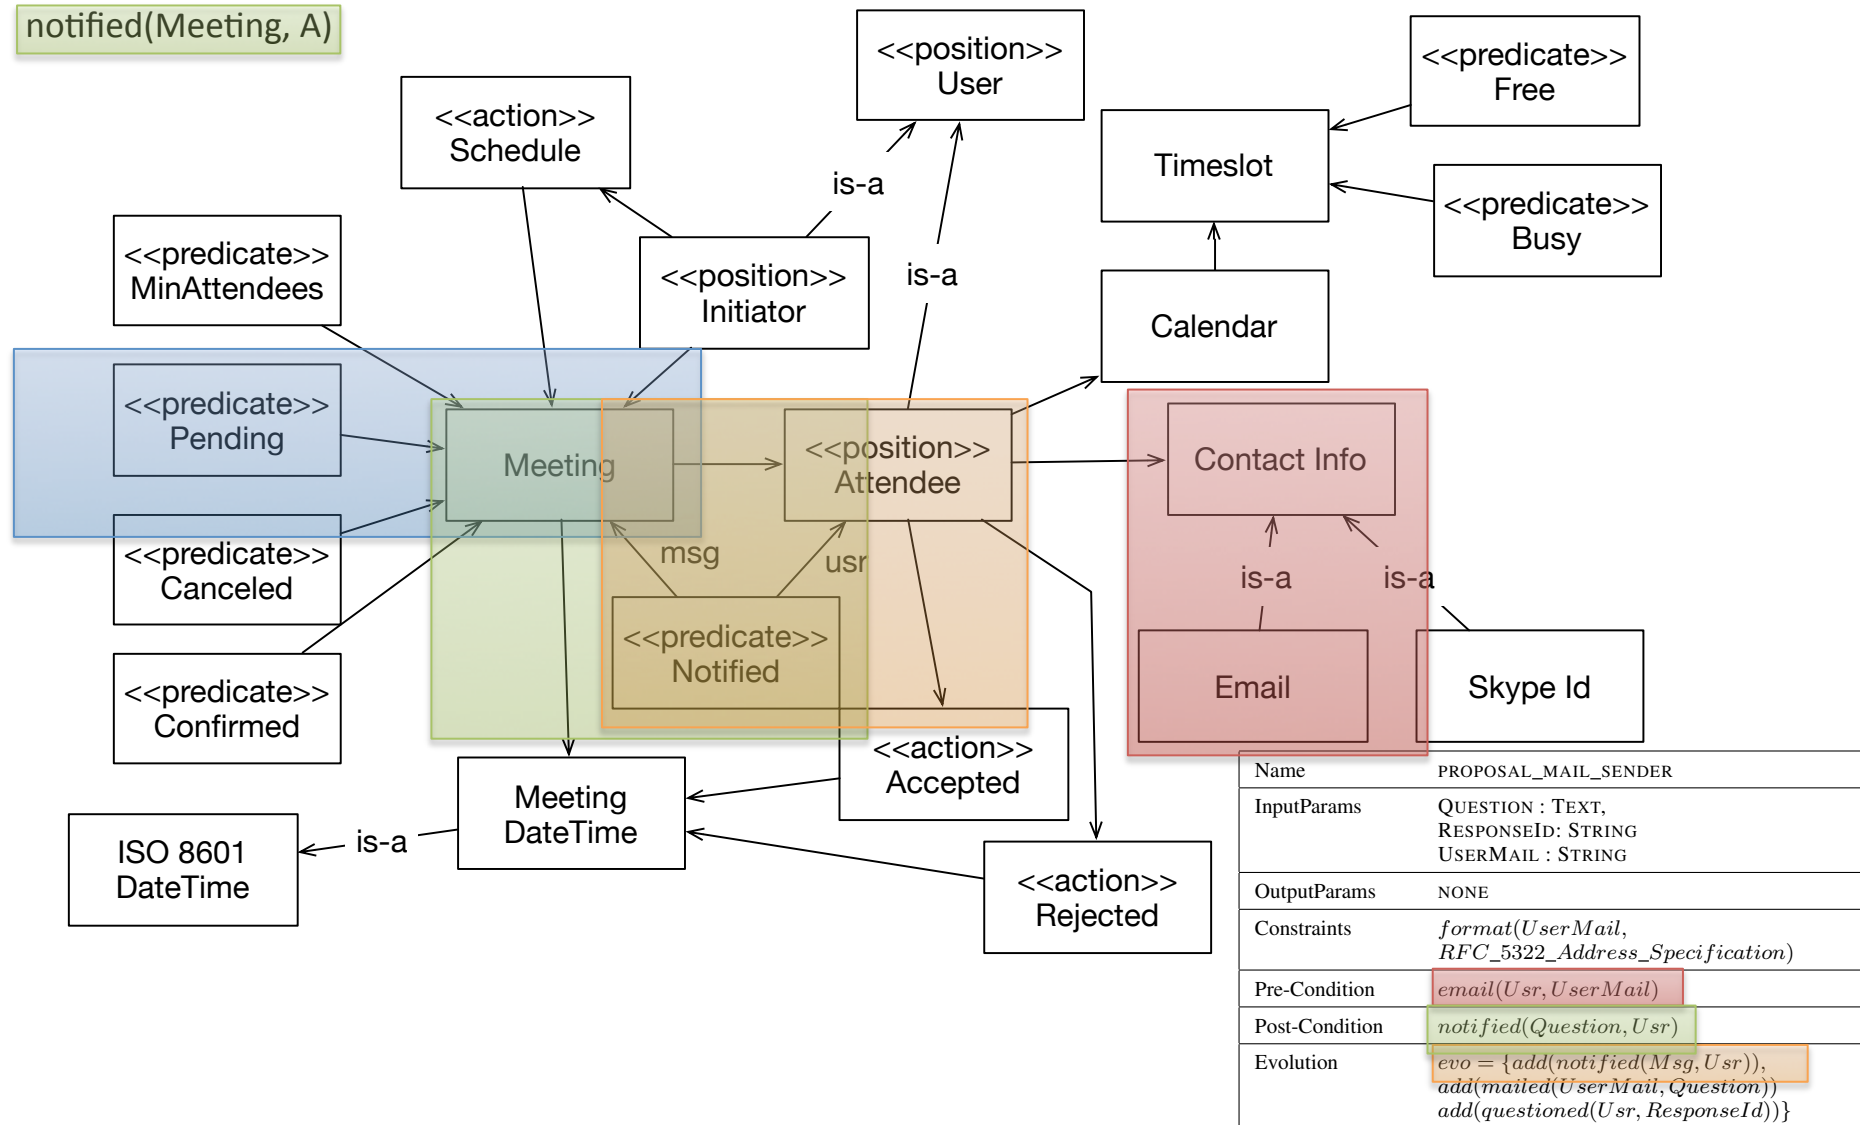 notified(Meeting, A)
<<position>>
User
<<predicate>>
Free
<<action>>
Schedule
Timeslot
is-a
<<predicate>>
Busy
<<predicate>>
MinAttendees
<<position>>
Initiator
is-a
Calendar
<<predicate>>
Pending
Meeting
<<position>>
Attendee
Contact Info
msg
usr
<<predicate>>
Canceled
is-a
is-a
<<predicate>>
Notified
<<predicate>>
Confirmed
Email
Skype Id
<<action>>
Accepted
Meeting
DateTime
is-a
ISO 8601
DateTime
<<action>>
Rejected
Name PROPOSAL_MAIL_SENDER
InputParams QUESTION : TEXT,
RESPONSEID: STRING
USERMAIL : STRING
OutputParams NONE
Constraints format(UserMail,
RFC_5322_Address_Specification)
Pre-Condition email(Usr, UserMail)
Post-Condition notified(Question, Usr)
Evolution evo = {add(notified(Msg, Usr)),
add(mailed(UserMail, Question))
add(questioned(Usr, ResponseId))}